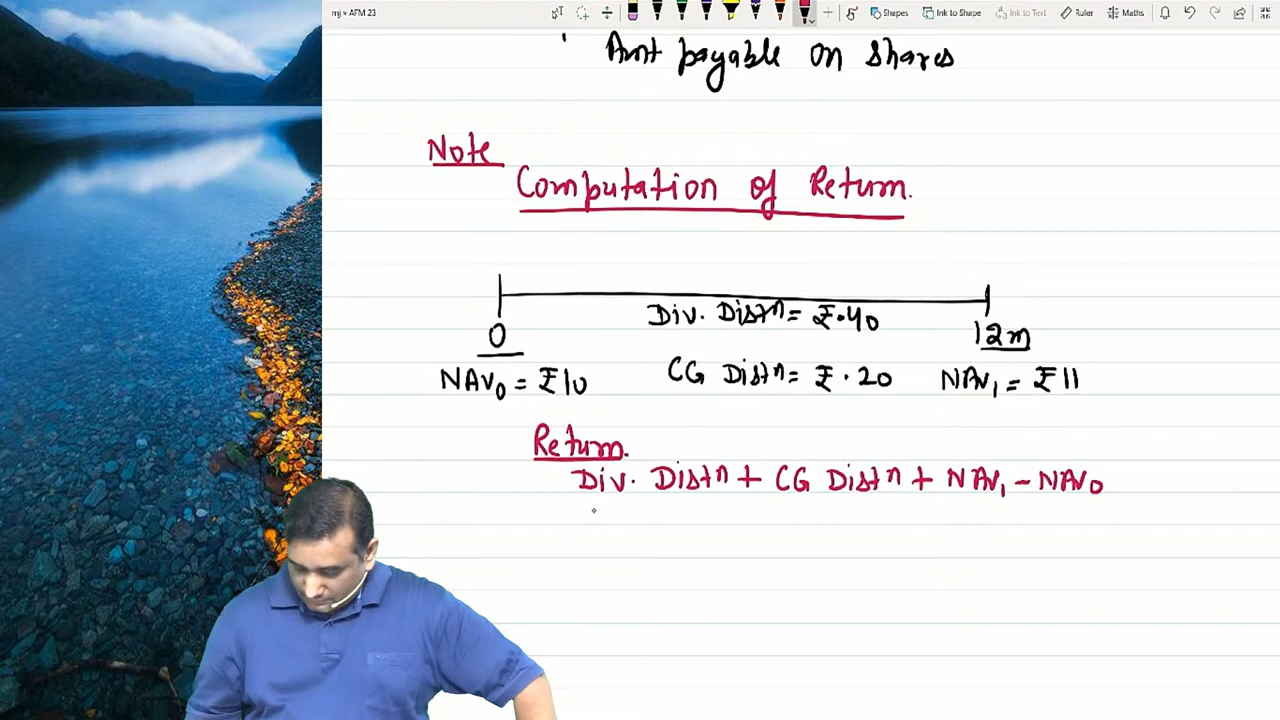 mj » AFM 23
Shapes Ink to Shape Ink to Text Ruler Maths
Amt payable on shares
Note
Computation of Return.
Div. Distn = ₹.40
0
12m
NAV0 = ₹10 CG Distn = ₹.20 NAV1 = ₹11
Return.
Div. Distn + CG Distn + NAV1 - NAV0